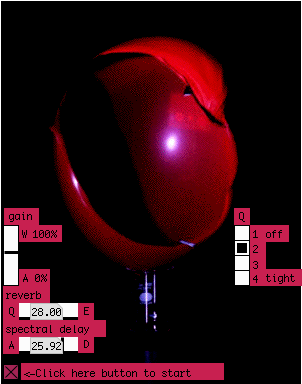 gain
W 100%
A 0%
reverb
Q 28.00 E
spectral delay
A 25.92 D
Q
1 off
2
3
4 tight
<-Click here button to start